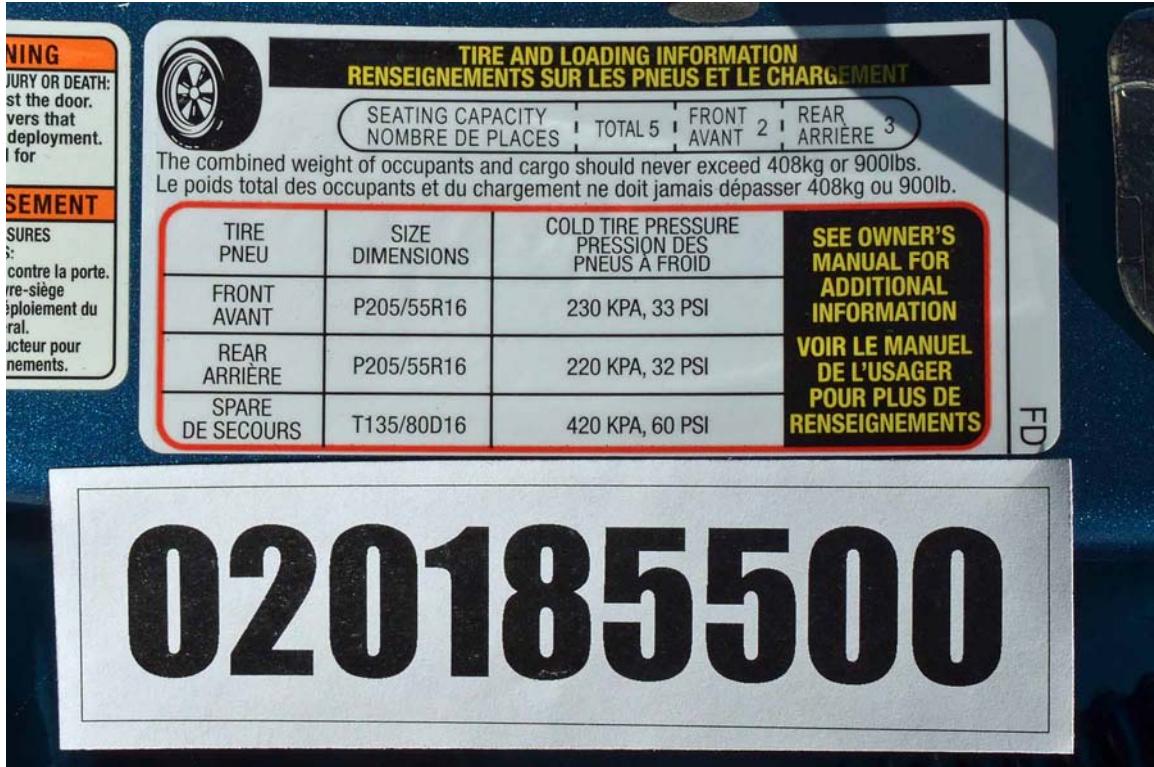 NING
JURY OR DEATH:
st the door.
vers that
deployment.
for
SEMENT
SURES
S:
contre la porte.
vre-siège
éploiement du
éral.
ucteur pour
nements.
TIRE AND LOADING INFORMATION
RENSEIGNEMENTS SUR LES PNEUS ET LE CHARGEMENT
SEATING CAPACITY
NOMBRE DE PLACES
TOTAL 5
FRONT
AVANT 2
REAR
ARRIÈRE 3
The combined weight of occupants and cargo should never exceed 408kg or 900lbs.
Le poids total des occupants et du chargement ne doit jamais dépasser 408kg ou 900lb.
TIRE
PNEU
SIZE
DIMENSIONS
COLD TIRE PRESSURE
PRESSION DES
PNEUS À FROID
FRONT
AVANT
P205/55R16
230 KPA, 33 PSI
REAR
ARRIÈRE
P205/55R16
220 KPA, 32 PSI
SPARE
DE SECOURS
T135/80D16
420 KPA, 60 PSI
SEE OWNER'S
MANUAL FOR
ADDITIONAL
INFORMATION
VOIR LE MANUEL
DE L'USAGER
POUR PLUS DE
RENSEIGNEMENTS
FD
020185500